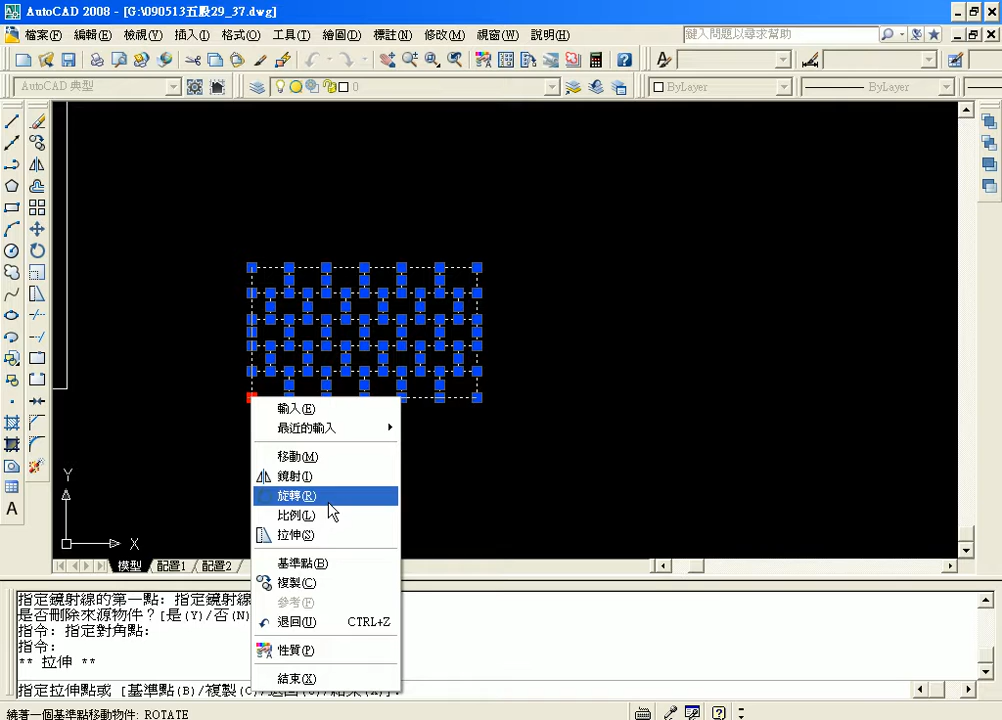 AutoCAD 2008 - [G:\090513五股29_37.dwg]
檔案(F) 編輯(E) 檢視(V) 插入(I) 格式(O) 工具(T) 繪圖(D) 標註(N) 修改(M) 視窗(W) 說明(H) 鍵入問題以尋求幫助
AutoCAD 典型 0 ByLayer ByLayer
A
Y
X
模型 配置1 配置2
輸入(E)
最近的輸入
移動(M)
鏡射(I)
旋轉(R)
比例(L)
拉伸(S)
基準點(B)
複製(C)
參考(F)
退回(U) CTRL+Z
性質(P)
結束(X)
指定鏡射線的第一點: 指定鏡射線
是否刪除來源物件？[是(Y)/否(N)
指令: 指定對角點:
指令:
** 拉伸 **
指定拉伸點或 [基準點(B)/複製(C
繞著一個基準點移動物件: ROTATE